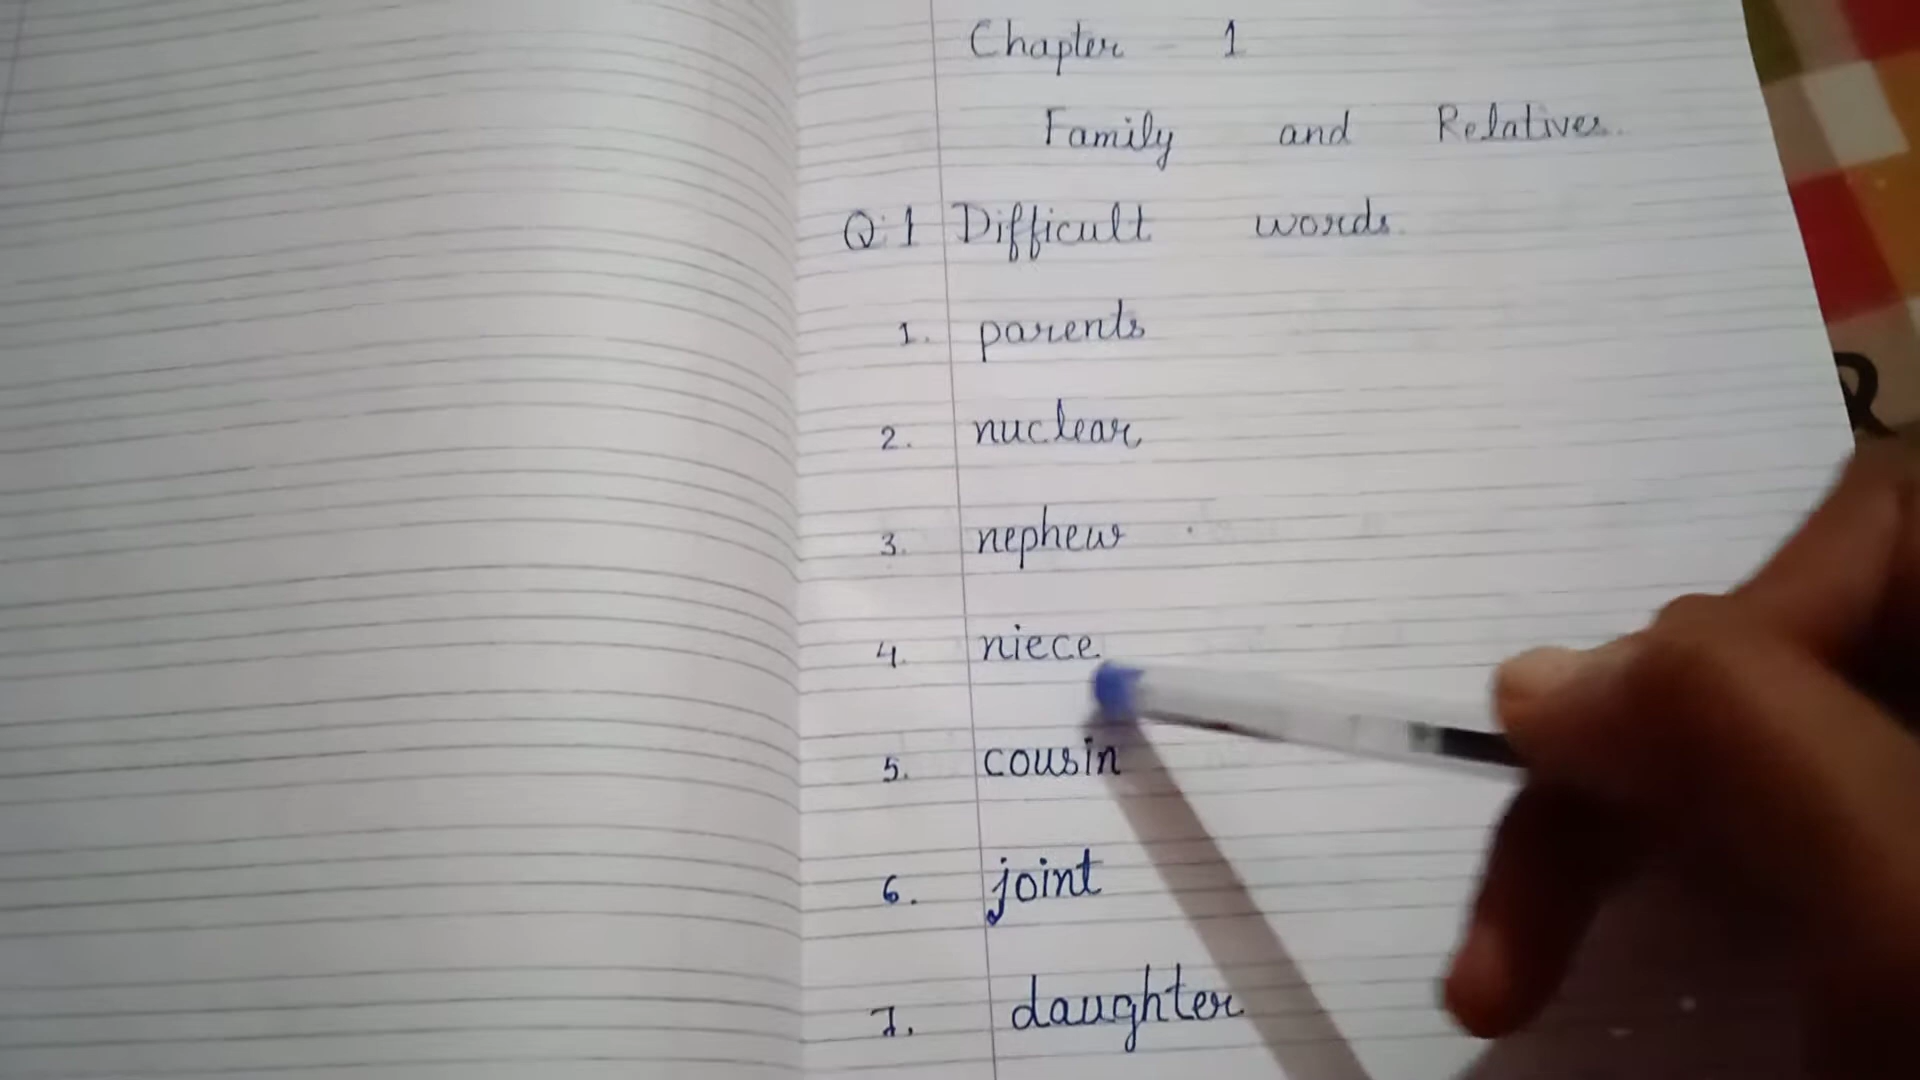 Chapter - 1
Family and Relatives.
Q.1 Difficult words.
1. parents
2. nuclear
3. nephew
4. niece
5. cousin
6. joint
7. daughter